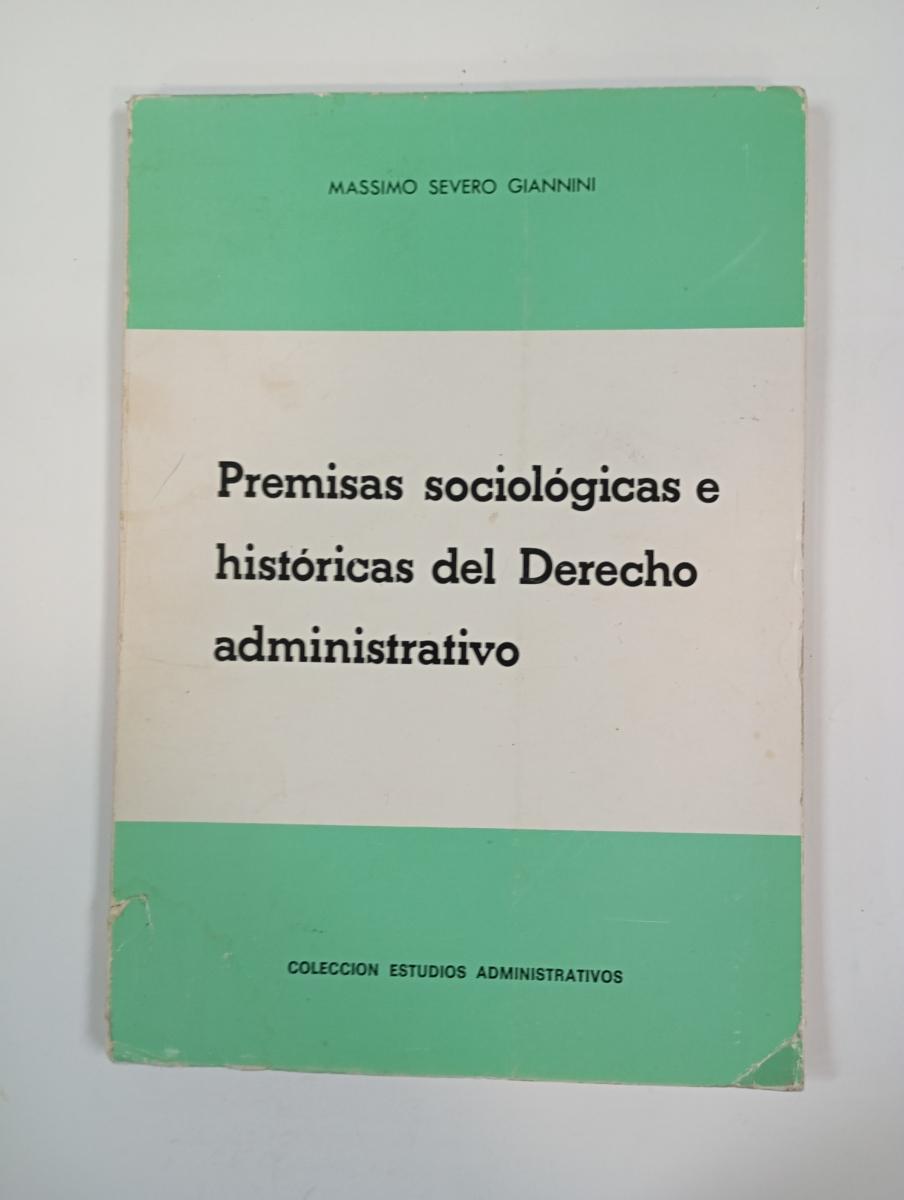 MASSIMO SEVERO GIANNINI
Premisas sociológicas e
históricas del Derecho
administrativo
COLECCION ESTUDIOS ADMINISTRATIVOS